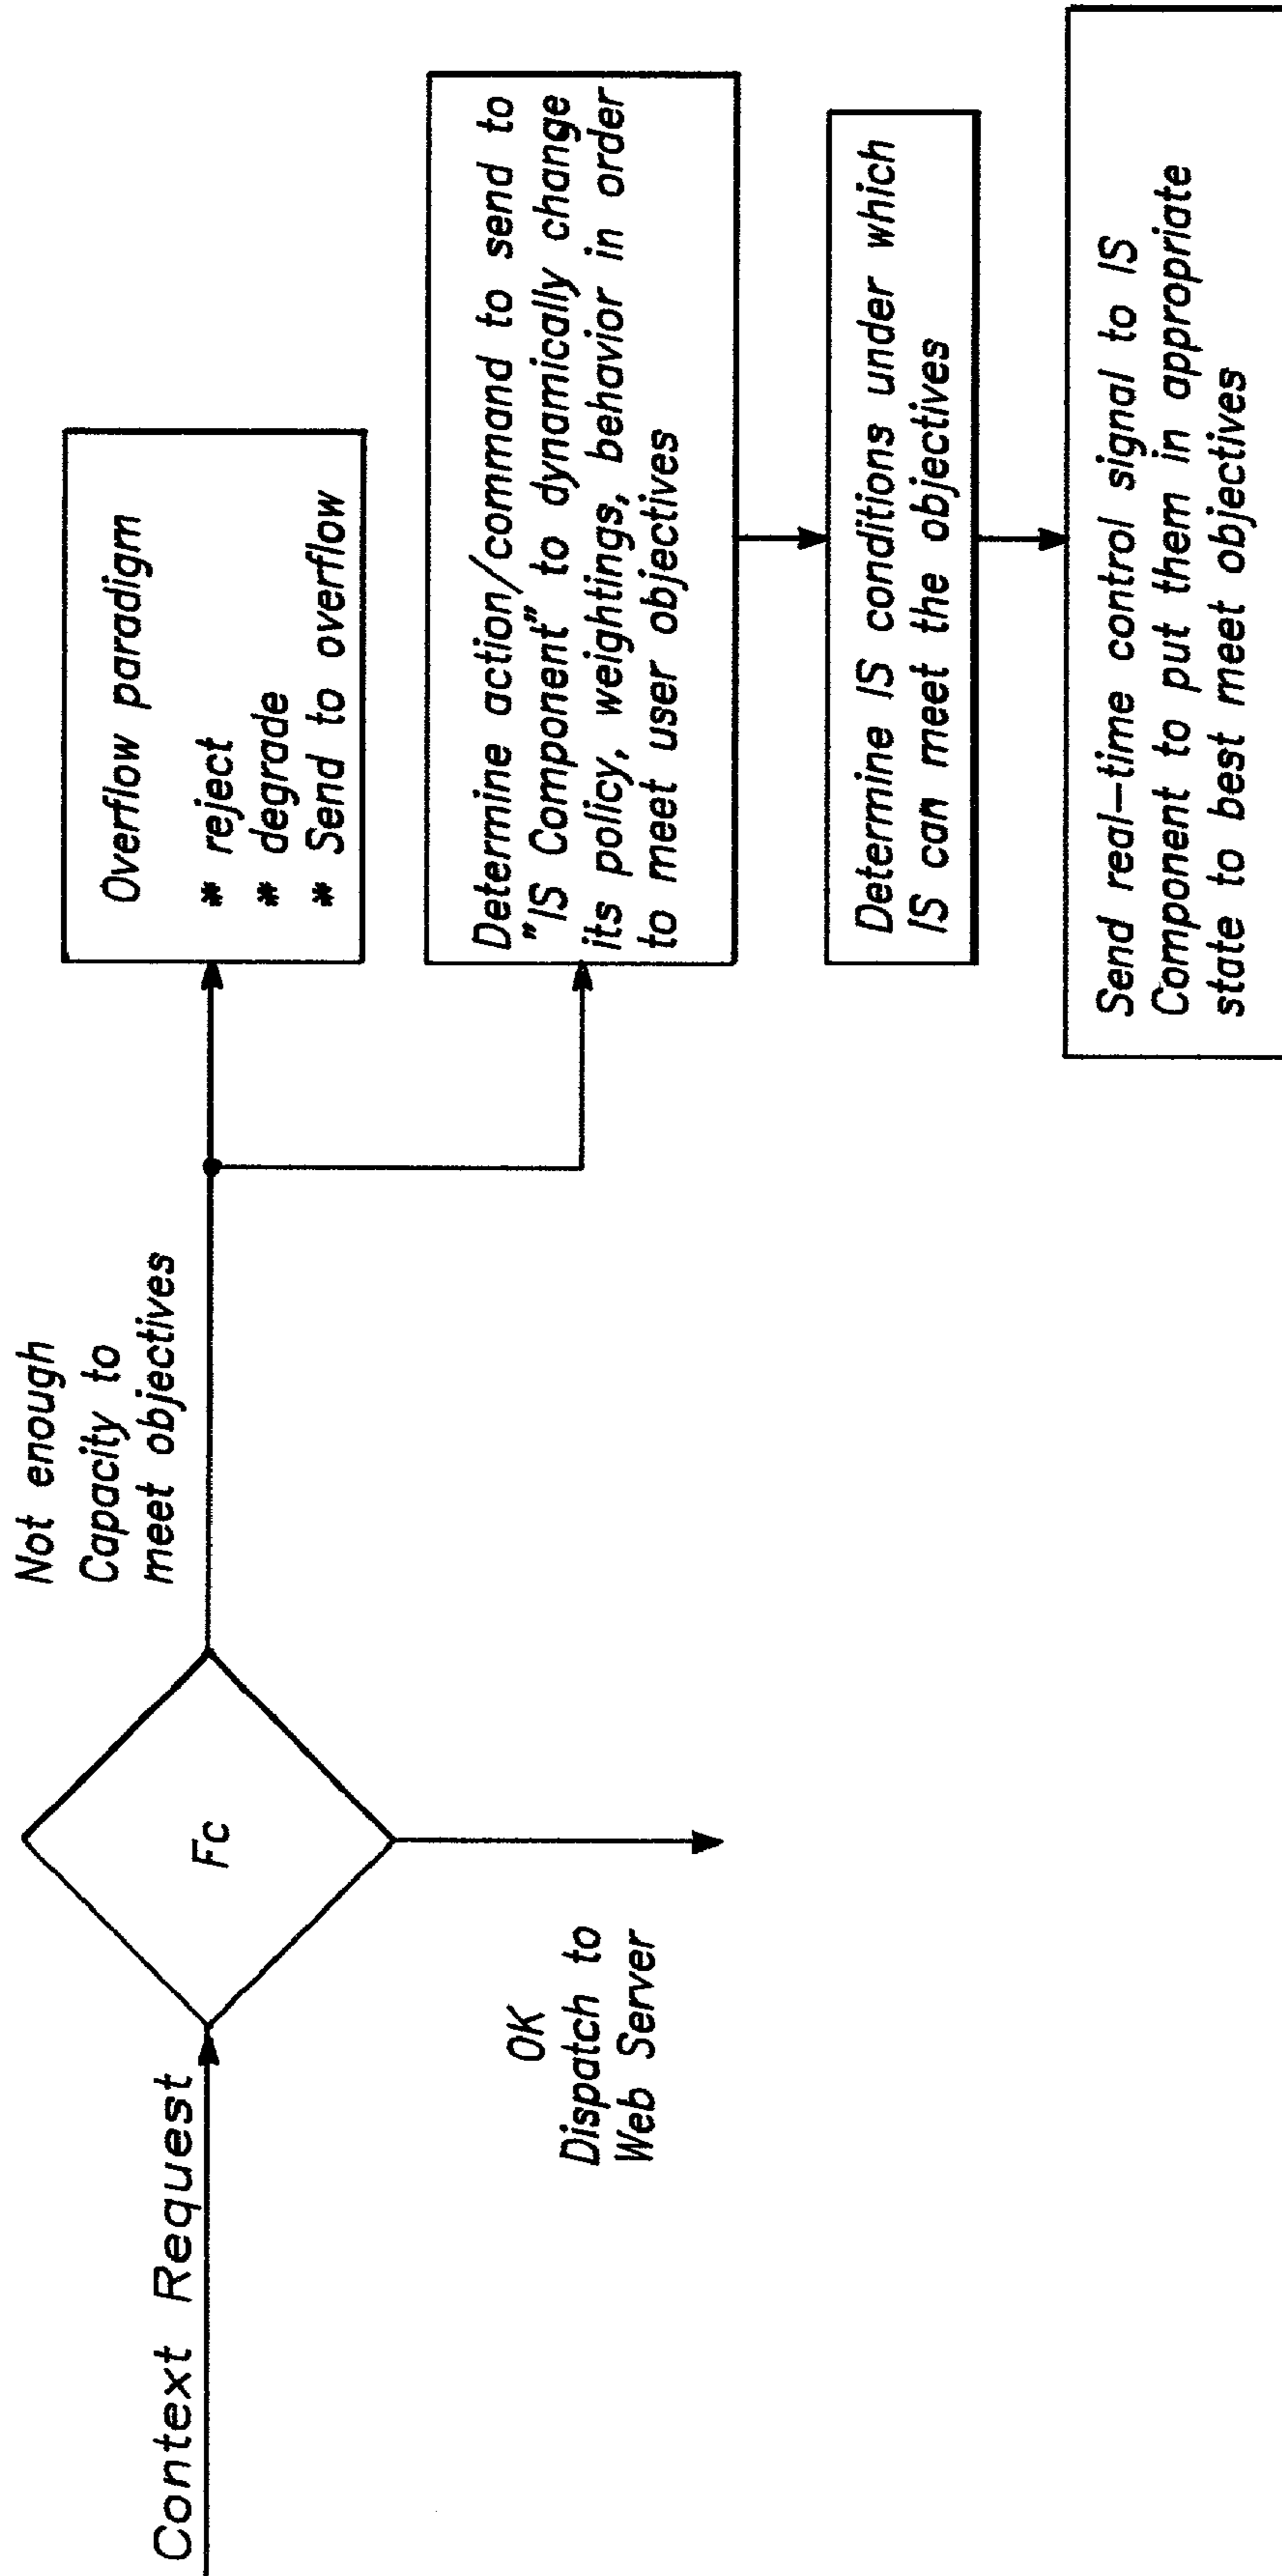 Context Request
Fc
OK
Dispatch to
Web Server
Not enough
Capacity to
meet objectives
Overflow paradigm
* reject
* degrade
* Send to overflow
Determine action/command to send to
"IS Component" to dynamically change
its policy, weightings, behavior in order
to meet user objectives
Determine IS conditions under which
IS can meet the objectives
Send real-time control signal to IS
Component to put them in appropriate
state to best meet objectives